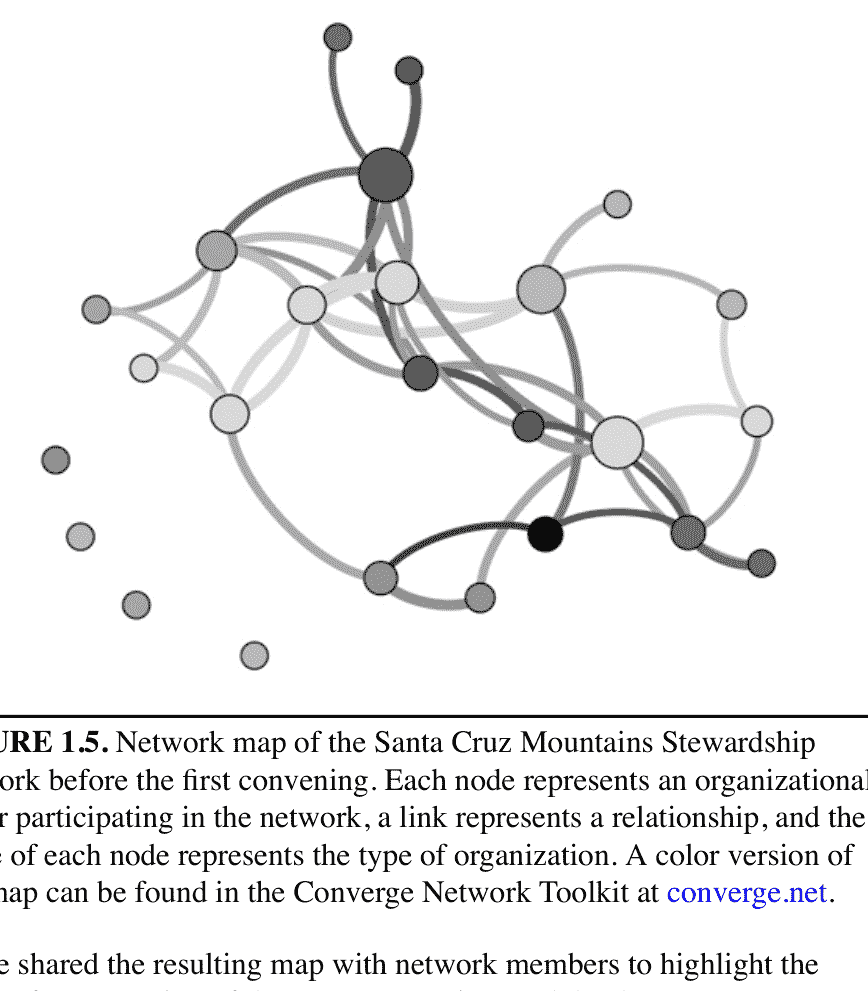 URE 1.5. Network map of the Santa Cruz Mountains Stewardship
ork before the first convening. Each node represents an organizational
r participating in the network, a link represents a relationship, and the
e of each node represents the type of organization. A color version of
map can be found in the Converge Network Toolkit at converge.net.
e shared the resulting map with network members to highlight the